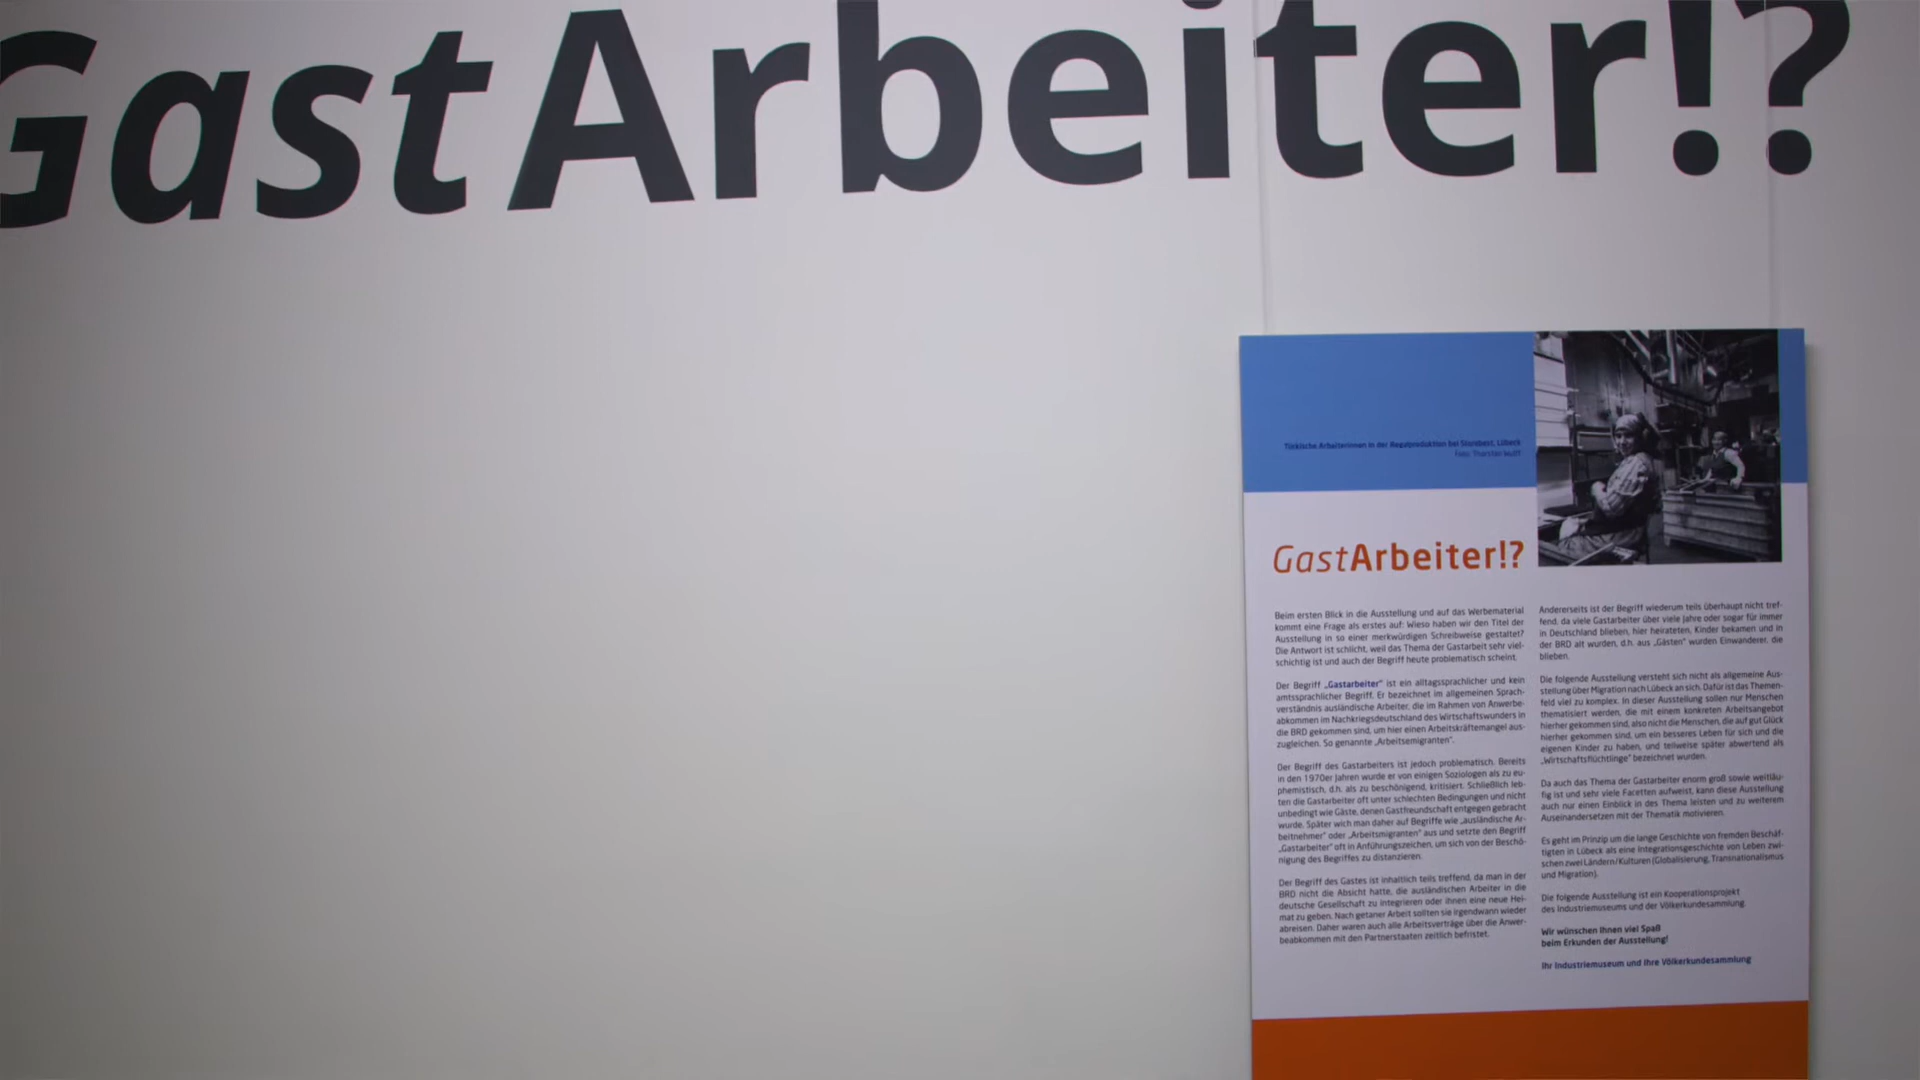 GastArbeiter!?
Türkische Arbeiterinnen in der Regalproduktion bei Stanabest, Lübeck
Foto: Thorsten Wulff
GastArbeiter!?
Beim ersten Blick in die Ausstellung und auf das Werbematerial
kommt eine Frage als erstes auf: Wieso haben wir den Titel der
Ausstellung in so einer merkwürdigen Schreibweise gestaltet?
Die Antwort ist schlicht, weil das Thema der Gastarbeit sehr viel-
schichtig ist und auch der Begriff heute problematisch scheint.
Der Begriff „Gastarbeiter“ ist ein alltagssprachlicher und kein
amtssprachlicher Begriff. Er bezeichnet im allgemeinen Sprach-
verständnis ausländische Arbeiter, die im Rahmen von Anwerbe-
abkommen im Nachkriegsdeutschland des Wirtschaftswunders in
die BRD gekommen sind, um hier einen Arbeitskräftemangel aus-
zugleichen. So genannte „Arbeitsemigranten“.
Der Begriff des Gastarbeiters ist jedoch problematisch. Bereits
in den 1970er Jahren wurde er von einigen Soziologen als zu eu-
phemistisch, d.h. als zu beschönigend, kritisiert. Schließlich leb-
ten die Gastarbeiter oft unter schlechten Bedingungen und nicht
unbedingt wie Gäste, denen Gastfreundschaft entgegen gebracht
wurde. Später wich man daher auf Begriffe wie „ausländische Ar-
beitnehmer“ oder „Arbeitsmigranten“ aus und setzte den Begriff
„Gastarbeiter“ oft in Anführungszeichen, um sich von der Beschö-
nigung des Begriffes zu distanzieren.
Der Begriff des Gastes ist inhaltlich teils treffend, da man in der
BRD nicht die Absicht hatte, die ausländischen Arbeiter in die
deutsche Gesellschaft zu integrieren oder ihnen eine neue Hei-
mat zu geben. Nach getaner Arbeit sollten sie irgendwann wieder
abreisen. Daher waren auch alle Arbeitsverträge über die Anwer-
beabkommen mit den Partnerstaaten zeitlich befristet.
Andererseits ist der Begriff wiederum teils überhaupt nicht tref-
fend, da viele Gastarbeiter über viele Jahre oder sogar für immer
in Deutschland blieben, hier heirateten, Kinder bekamen und in
der BRD alt wurden, d.h. aus „Gästen“ wurden Einwanderer, die
blieben.
Die folgende Ausstellung versteht sich nicht als allgemeine Aus-
stellung über Migration nach Lübeck an sich. Dafür ist das Themen-
feld viel zu komplex. In dieser Ausstellung sollen nur Menschen
thematisiert werden, die mit einem konkreten Arbeitsangebot
hierher gekommen sind, also nicht die Menschen, die auf gut Glück
hierher gekommen sind, um ein besseres Leben für sich und die
eigenen Kinder zu haben, und teilweise später abwertend als
„Wirtschaftsflüchtlinge“ bezeichnet wurden.
Da auch das Thema der Gastarbeiter enorm groß sowie weitläu-
fig ist und sehr viele Facetten aufweist, kann diese Ausstellung
auch nur einen Einblick in des Thema leisten und zu weiterem
Auseinandersetzen mit der Thematik motivieren.
Es geht im Prinzip um die lange Geschichte von fremden Beschäf-
tigten in Lübeck als eine Integrationsgeschichte von Leben zwi-
schen zwei Ländern/Kulturen (Globalisierung, Transnationalismus
und Migration).
Die folgende Ausstellung ist ein Kooperationsprojekt
des Industriemuseums und der Völkerkundesammlung.
Wir wünschen Ihnen viel Spaß
beim Erkunden der Ausstellung!
Ihr Industriemuseum und Ihre Völkerkundesammlung